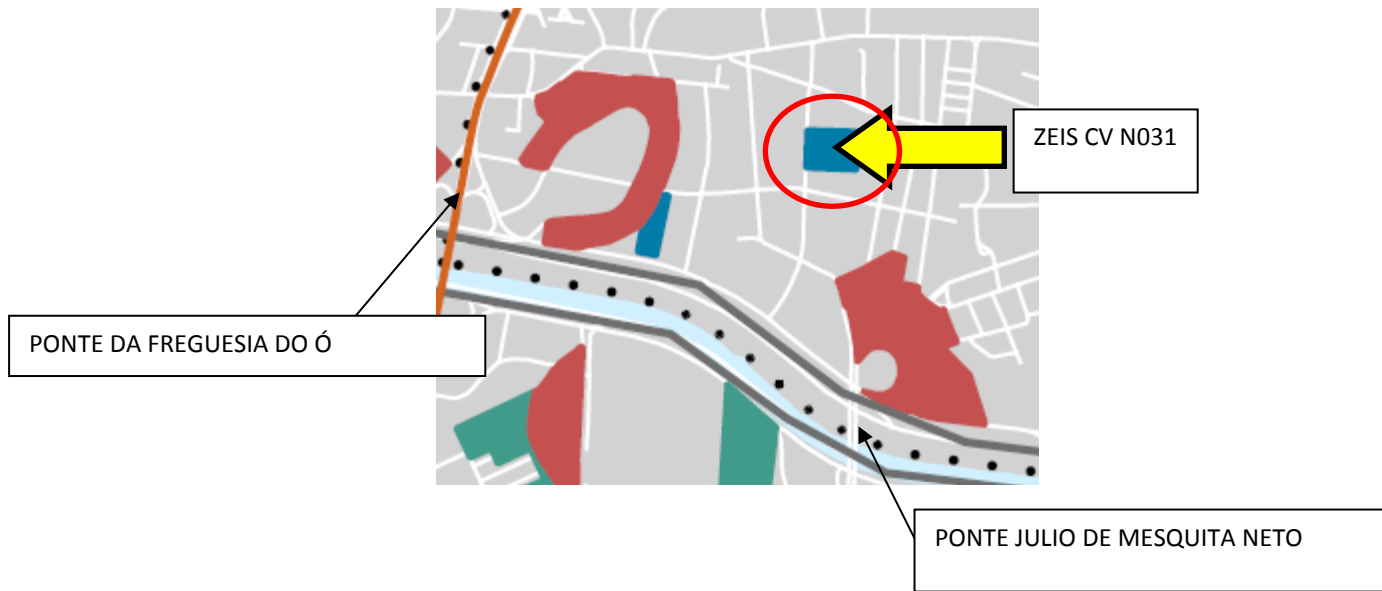 ZEIS CV N031
PONTE DA FREGUESIA DO Ó
PONTE JULIO DE MESQUITA NETO